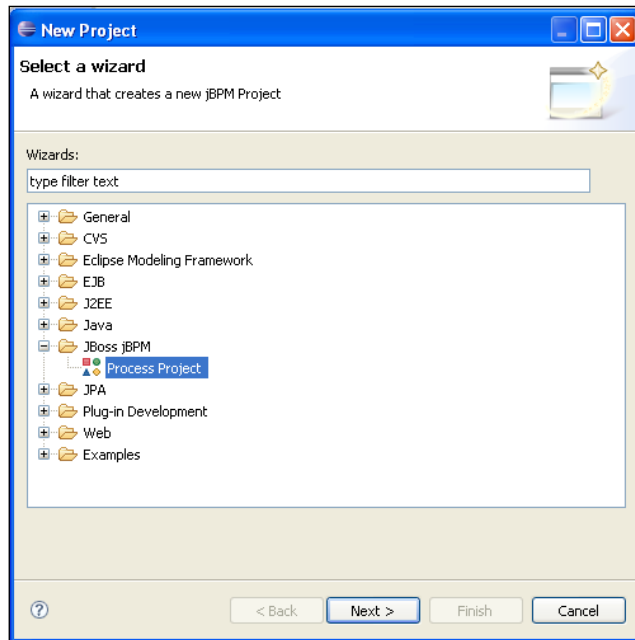 New Project
Select a wizard
A wizard that creates a new jBPM Project
Wizards:
type filter text
General
CVS
Eclipse Modeling Framework
EJB
J2EE
Java
JBoss jBPM
Process Project
JPA
Plug-in Development
Web
Examples
? < Back Next > Finish Cancel